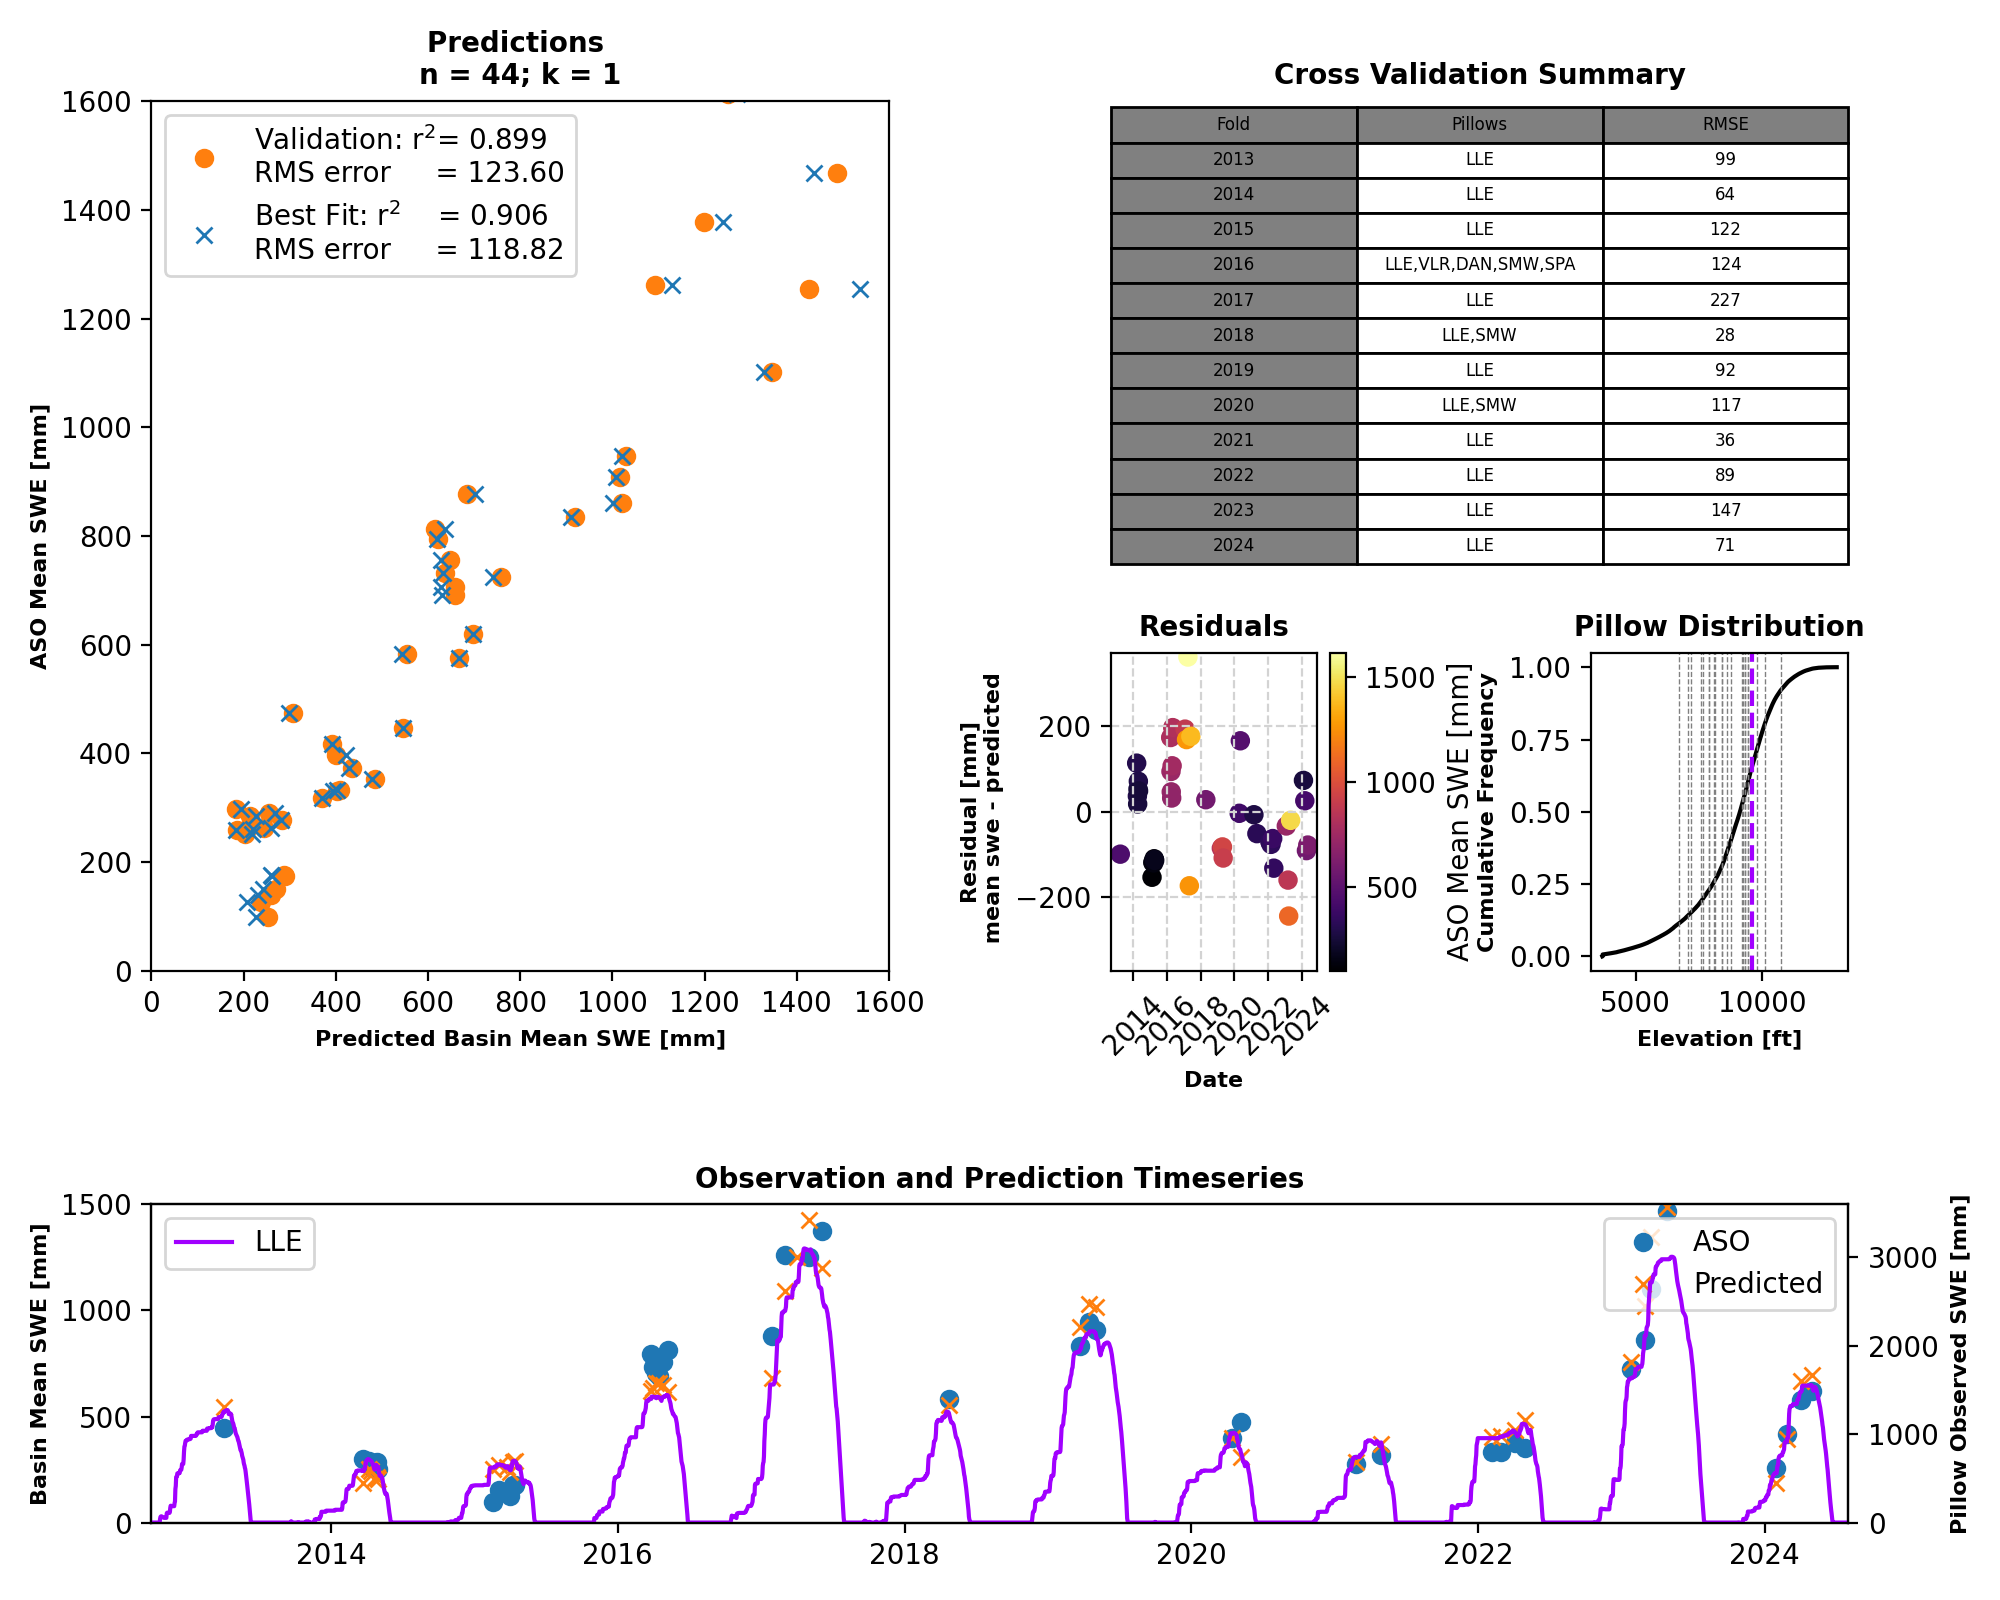 Predictions
n = 44; k = 1
1600
1400
1200
1000
800
600
400
200
0
ASO Mean SWE [mm]
Validation: r²= 0.899
RMS error = 123.60
Best Fit: r² = 0.906
RMS error = 118.82
0 200 400 600 800 1000 1200 1400 1600
Predicted Basin Mean SWE [mm]
Cross Validation Summary
Fold Pillows RMSE
2013 LLE 99
2014 LLE 64
2015 LLE 122
2016 LLE,VLR,DAN,SMW,SPA 124
2017 LLE 227
2018 LLE,SMW 28
2019 LLE 92
2020 LLE,SMW 117
2021 LLE 36
2022 LLE 89
2023 LLE 147
2024 LLE 71
Residuals
Residual [mm]
mean swe - predicted
200
0
−200
2014 2016 2018 2020 2022 2024
Date
1500
1000
500
ASO Mean SWE [mm]
Pillow Distribution
Cumulative Frequency
1.00
0.75
0.50
0.25
0.00
5000 10000
Elevation [ft]
Observation and Prediction Timeseries
Basin Mean SWE [mm]
1500
1000
500
0
LLE
ASO
Predicted
3000
2000
1000
0
Pillow Observed SWE [mm]
2014 2016 2018 2020 2022 2024